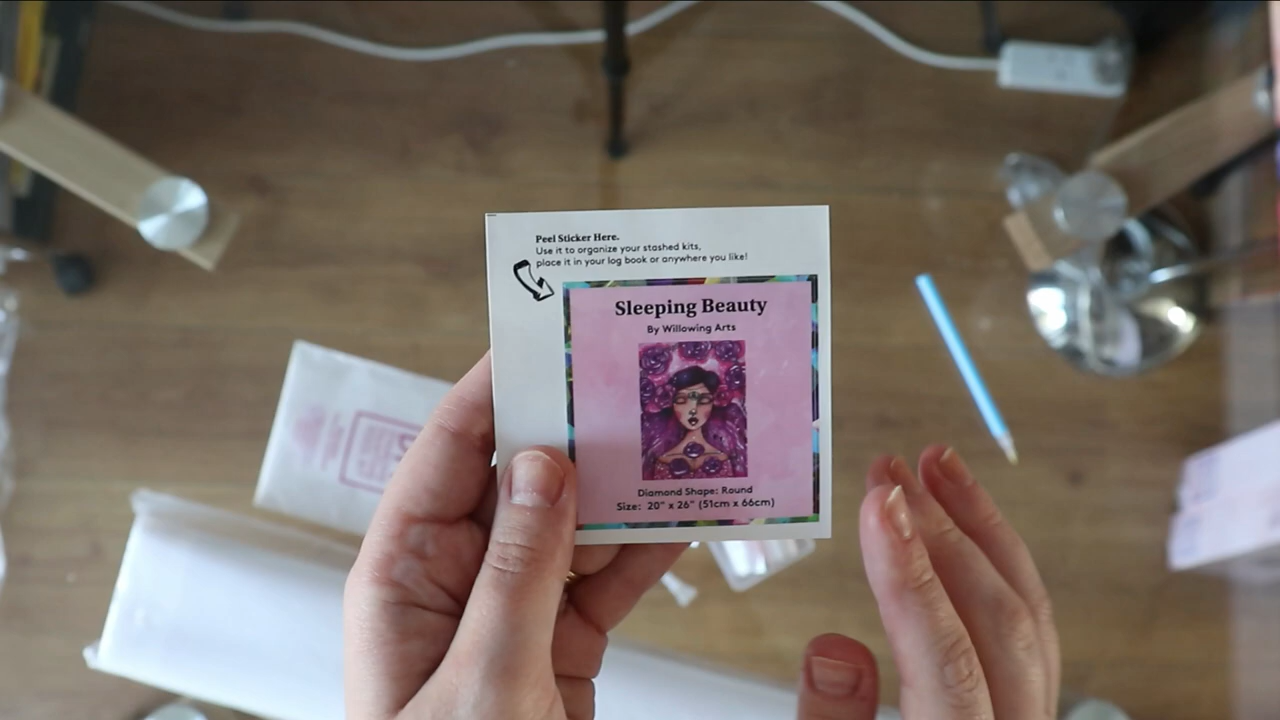 Peel Sticker Here.
Use it to organize your stashed kits,
place it in your log book or anywhere you like!
Sleeping Beauty
By Willowing Arts
Diamond Shape: Round
Size: 20" x 26" (51cm x 66cm)